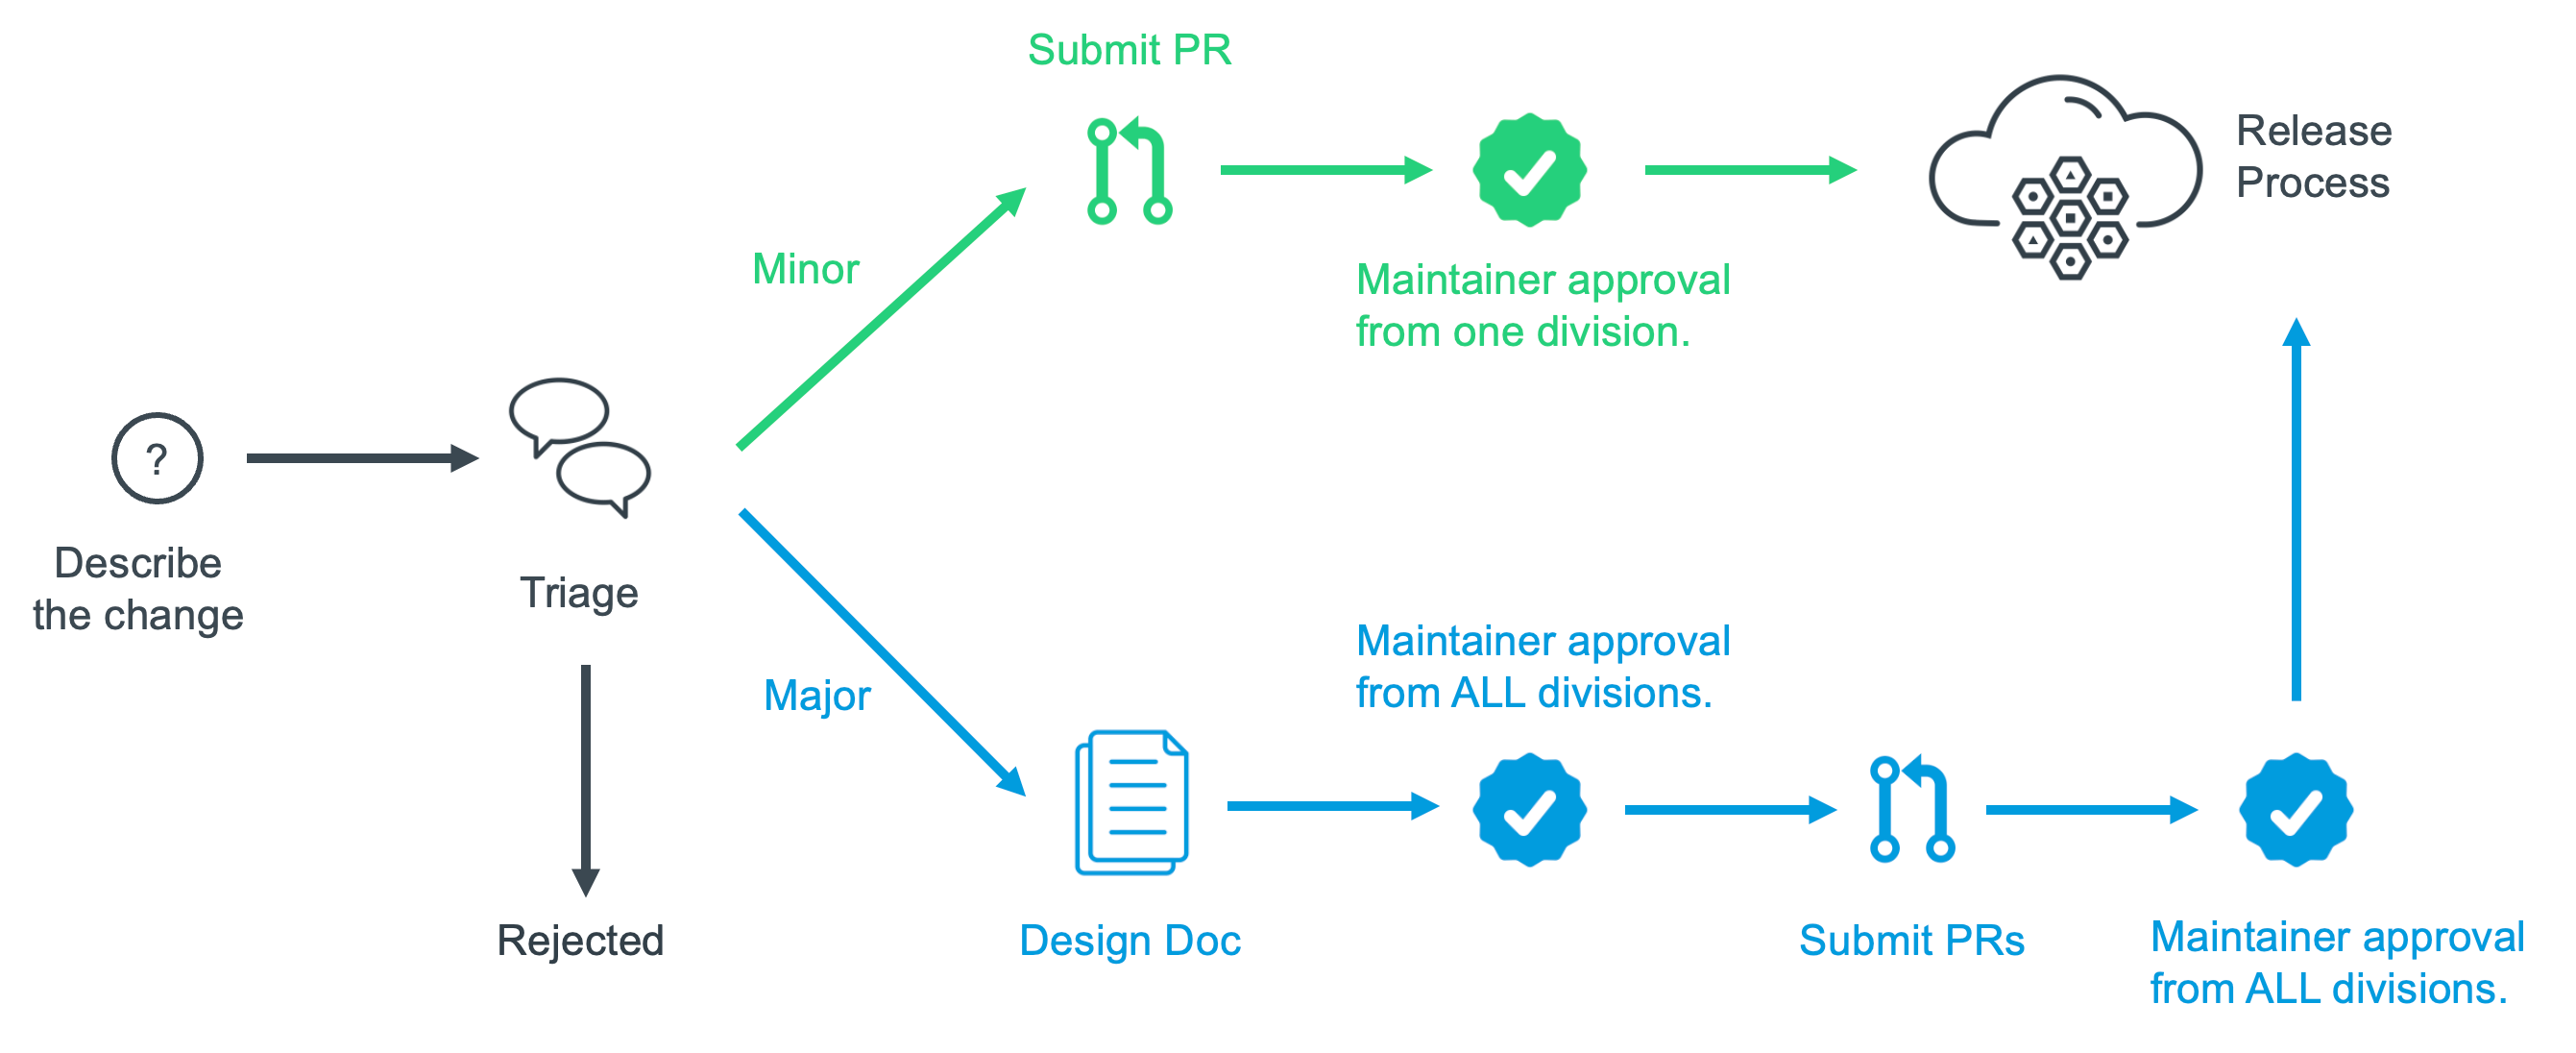 Submit PR
Release
Process
Minor
Maintainer approval
from one division.
?
Describe
the change
Triage
Major
Maintainer approval
from ALL divisions.
Rejected
Design Doc
Submit PRs
Maintainer approval
from ALL divisions.